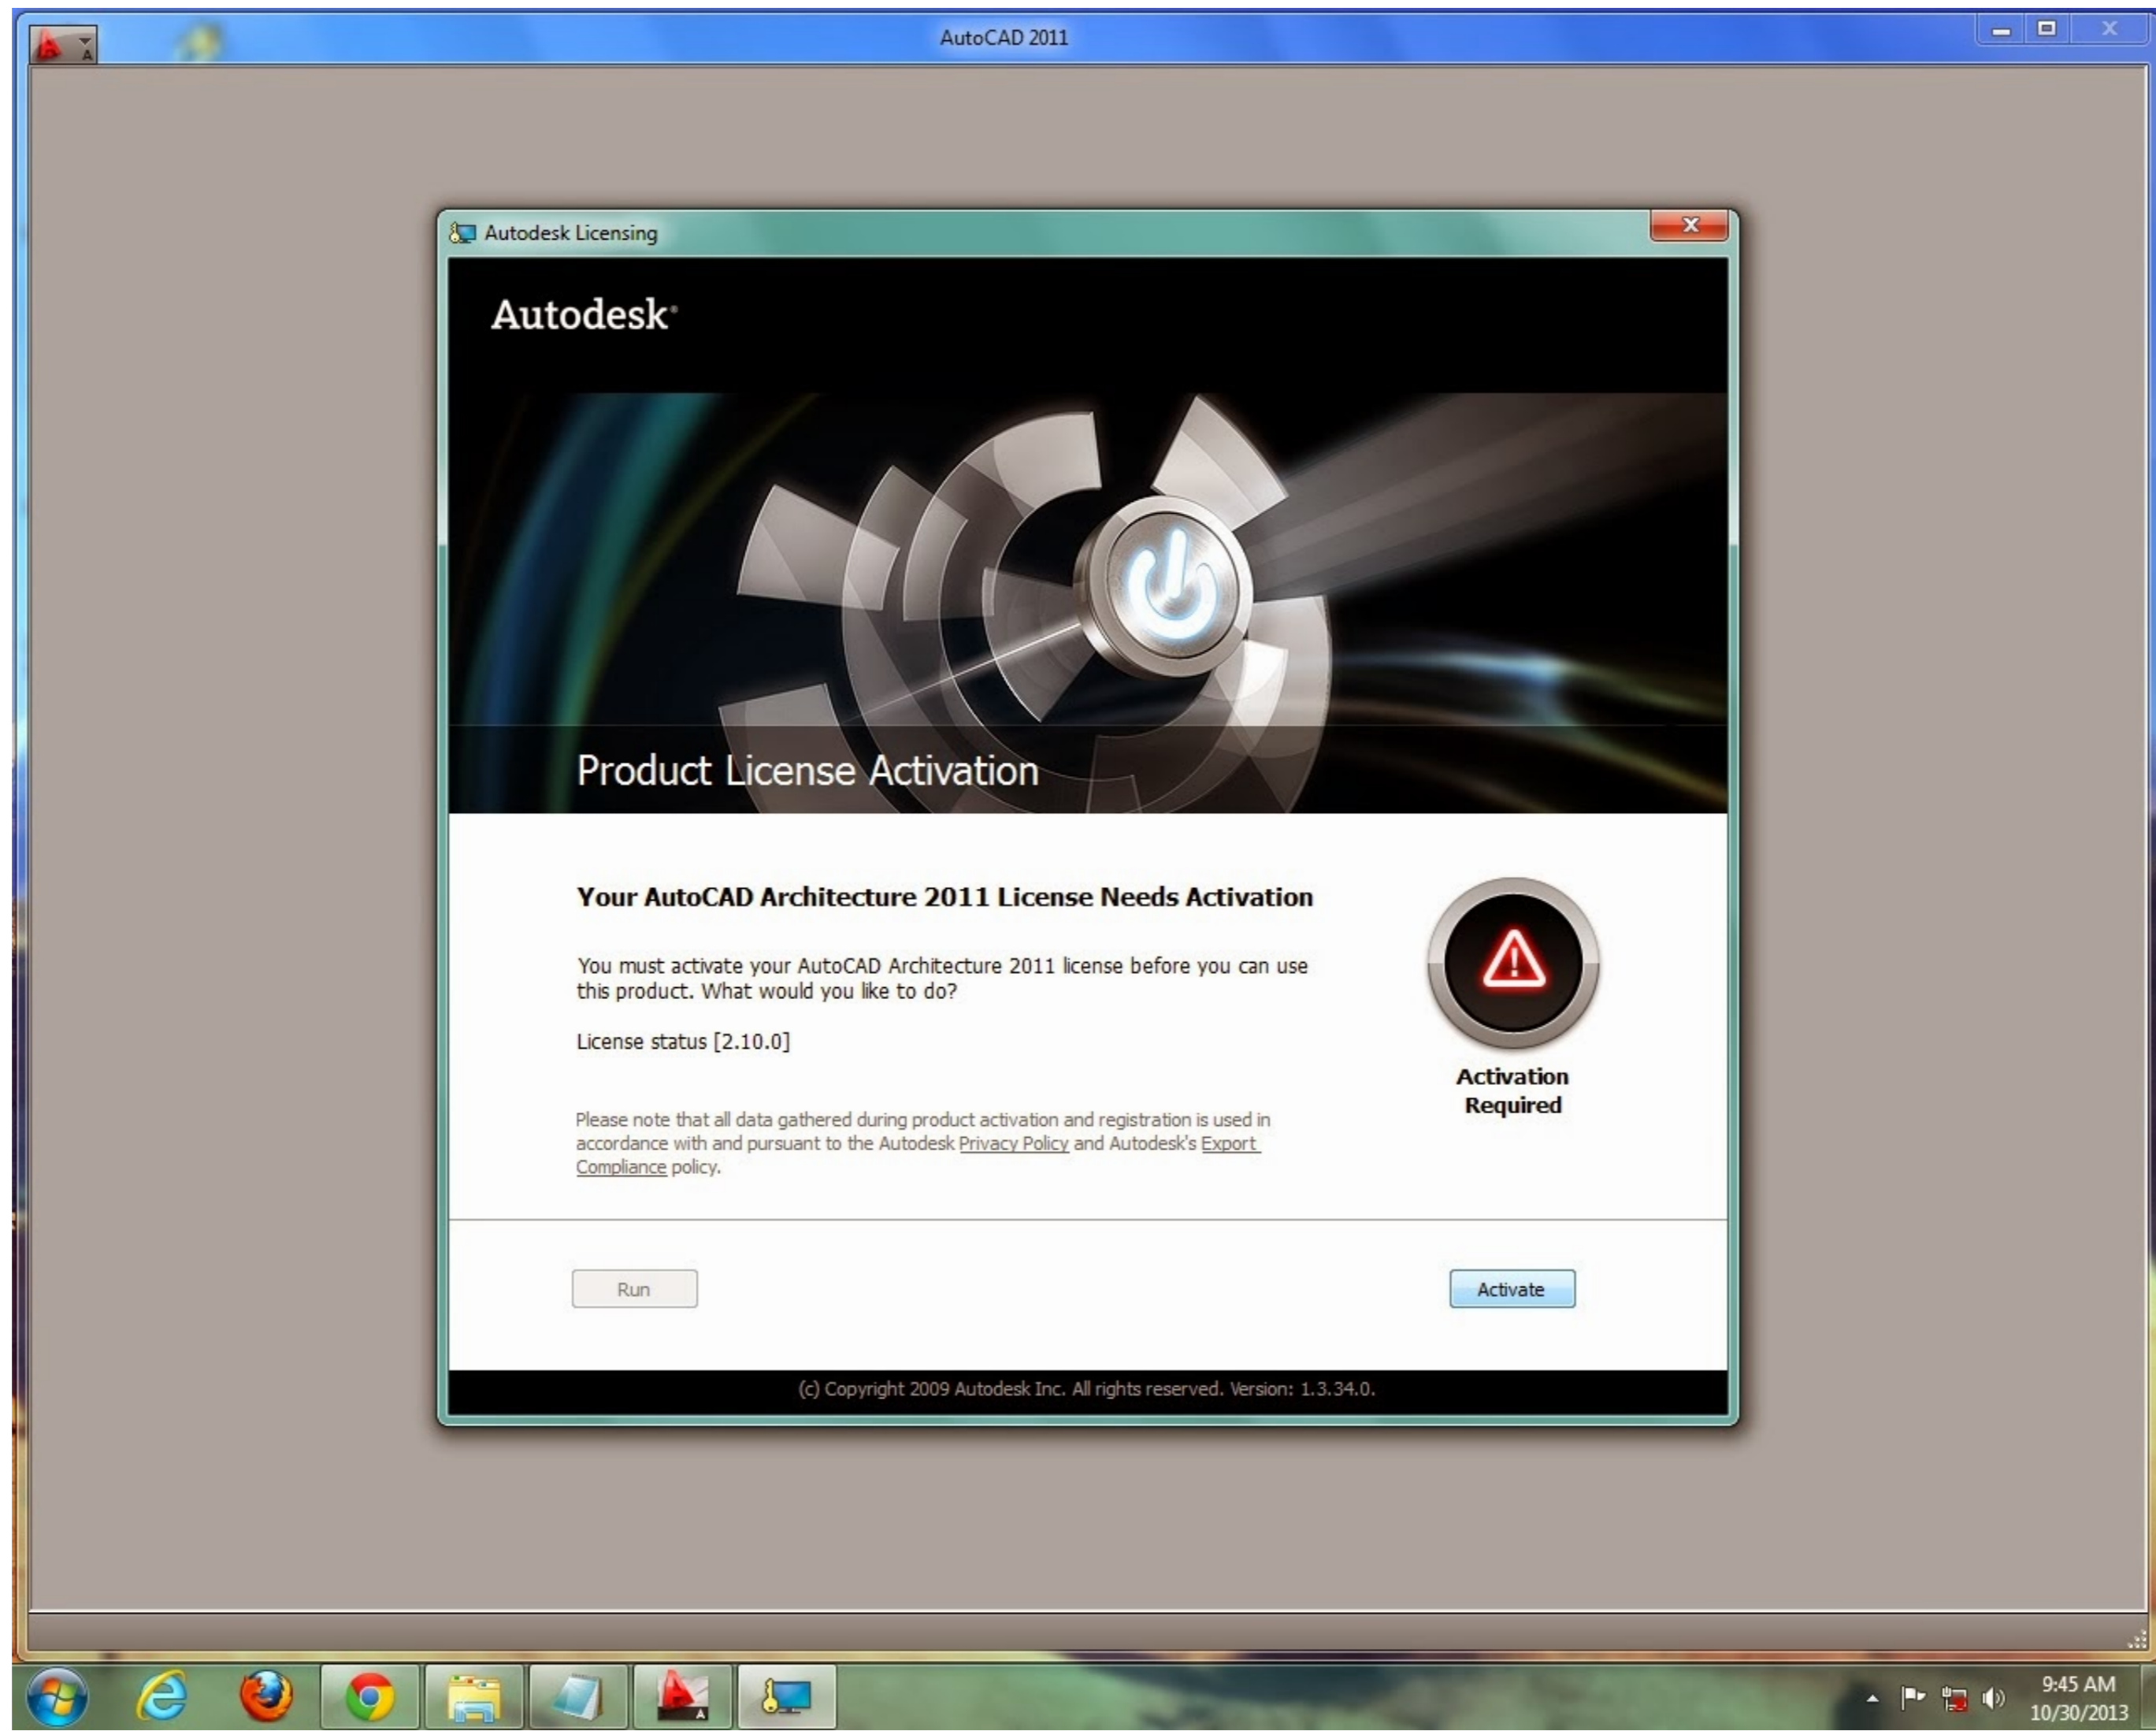 AutoCAD 2011
Autodesk Licensing
Autodesk®
Product License Activation
Your AutoCAD Architecture 2011 License Needs Activation
You must activate your AutoCAD Architecture 2011 license before you can use
this product. What would you like to do?
License status [2.10.0]
Activation
Required
Please note that all data gathered during product activation and registration is used in
accordance with and pursuant to the Autodesk Privacy Policy and Autodesk's Export
Compliance policy.
Run
Activate
(c) Copyright 2009 Autodesk Inc. All rights reserved. Version: 1.3.34.0.
9:45 AM
10/30/2013